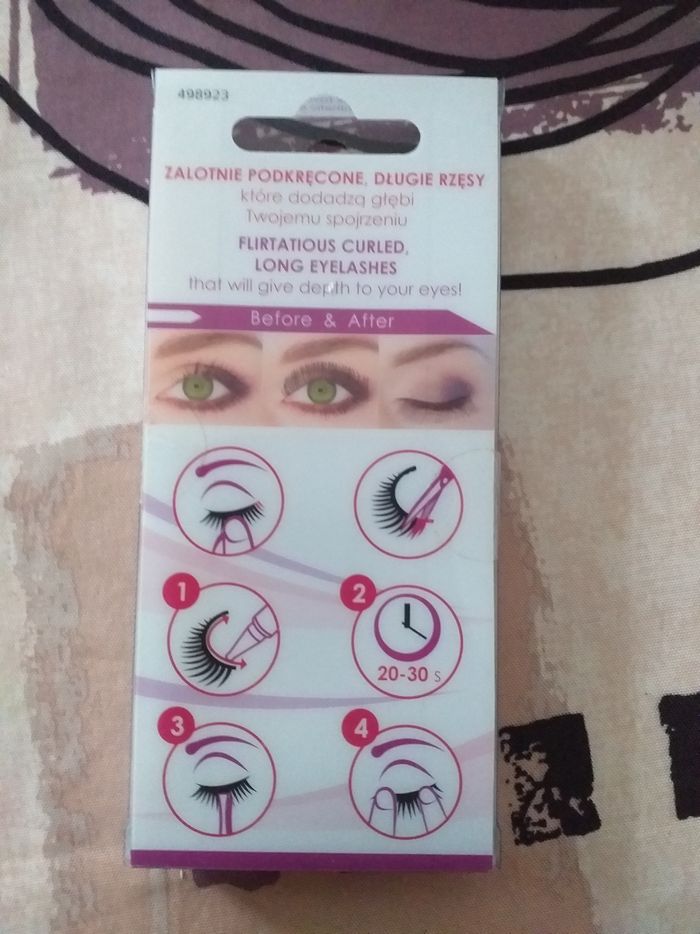 498923
ZALOTNIE PODKRĘCONE, DŁUGIE RZĘSY
które dodadzą głębi
Twojemu spojrzeniu
FLIRTATIOUS CURLED,
LONG EYELASHES
that will give depth to your eyes!
Before & After
1
2
20-30 s
3
4